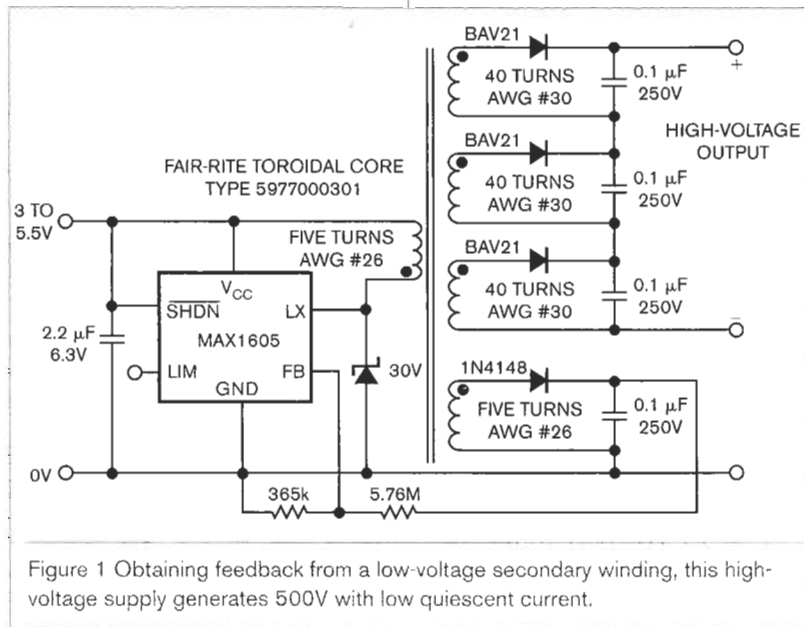 BAV21
40 TURNS
AWG #30
0.1 µF
250V
+
HIGH-VOLTAGE
OUTPUT
BAV21
40 TURNS
AWG #30
0.1 µF
250V
FAIR-RITE TOROIDAL CORE
TYPE 5977000301
3 TO
5.5V
FIVE TURNS
AWG #26
BAV21
40 TURNS
AWG #30
0.1 µF
250V
–
VCC
SHDN
LX
MAX1605
2.2 µF
6.3V
LIM
FB
GND
30V
1N4148
FIVE TURNS
AWG #26
0.1 µF
250V
0V
365k
5.76M
Figure 1 Obtaining feedback from a low-voltage secondary winding, this high-
voltage supply generates 500V with low quiescent current.